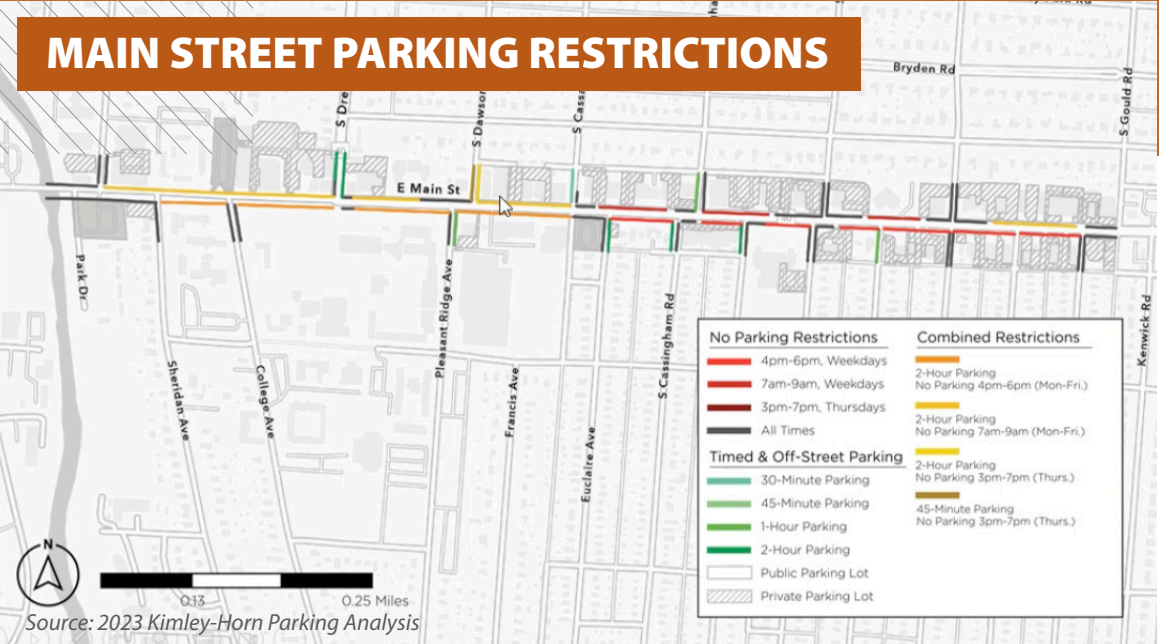 MAIN STREET PARKING RESTRICTIONS
Bryden Rd
S Gould Rd
S Dre
S Dawson
S Cassa
E Main St
Park Dr
Sheridan Ave
College Ave
Pleasant Ridge Ave
Francis Ave
Euclaire Ave
S Cassingham Rd
Kenwick Rd
No Parking Restrictions
4pm-6pm, Weekdays
7am-9am, Weekdays
3pm-7pm, Thursdays
All Times
Timed & Off-Street Parking
30-Minute Parking
45-Minute Parking
1-Hour Parking
2-Hour Parking
Public Parking Lot
Private Parking Lot
Combined Restrictions
2-Hour Parking
No Parking 4pm-6pm (Mon-Fri.)
2-Hour Parking
No Parking 7am-9am (Mon-Fri.)
2-Hour Parking
No Parking 3pm-7pm (Thurs.)
45-Minute Parking
No Parking 3pm-7pm (Thurs.)
N
0.13
0.25 Miles
Source: 2023 Kimley-Horn Parking Analysis